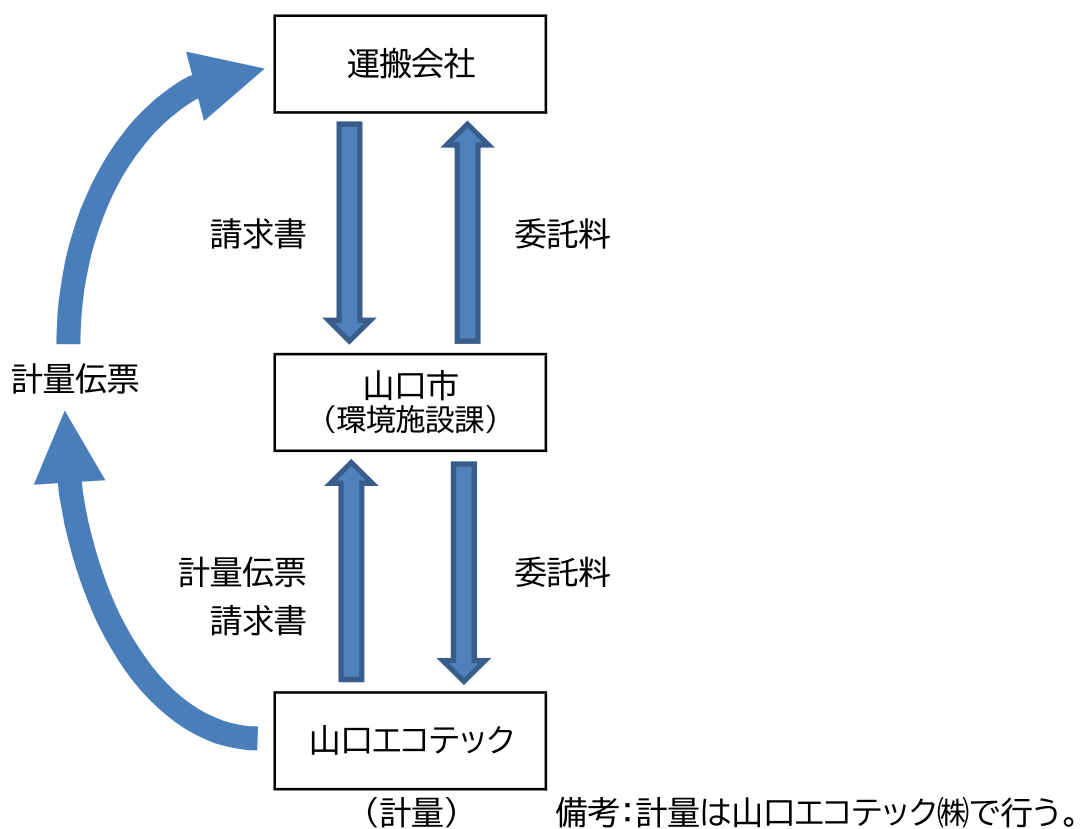 運搬会社
請求書
委託料
計量伝票
山口市
（環境施設課）
計量伝票
請求書
委託料
山口エコテック
（計量）
備考：計量は山口エコテック㈱で行う。